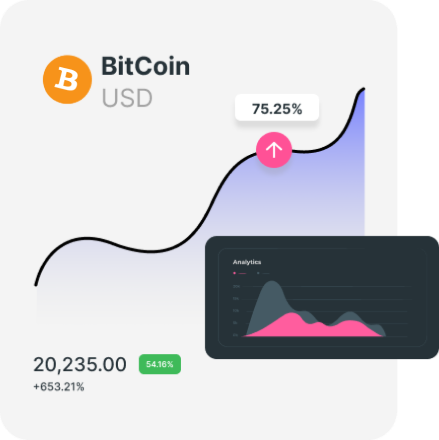 BitCoin
USD
75.25%
Analytics
20,235.00 54.16%
+653.21%